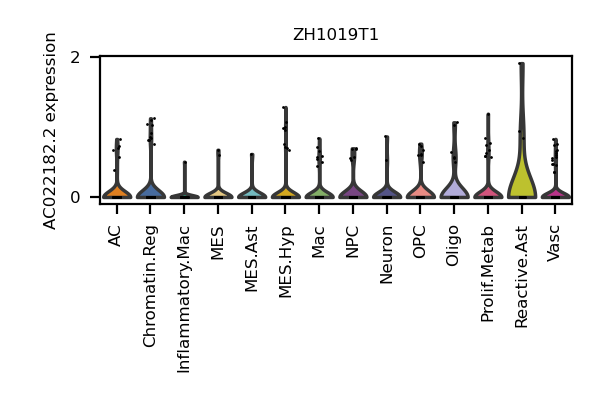 ZH1019T1
AC022182.2 expression
2
0
AC
Chromatin.Reg
Inflammatory.Mac
MES
MES.Ast
MES.Hyp
Mac
NPC
Neuron
OPC
Oligo
Prolif.Metab
Reactive.Ast
Vasc